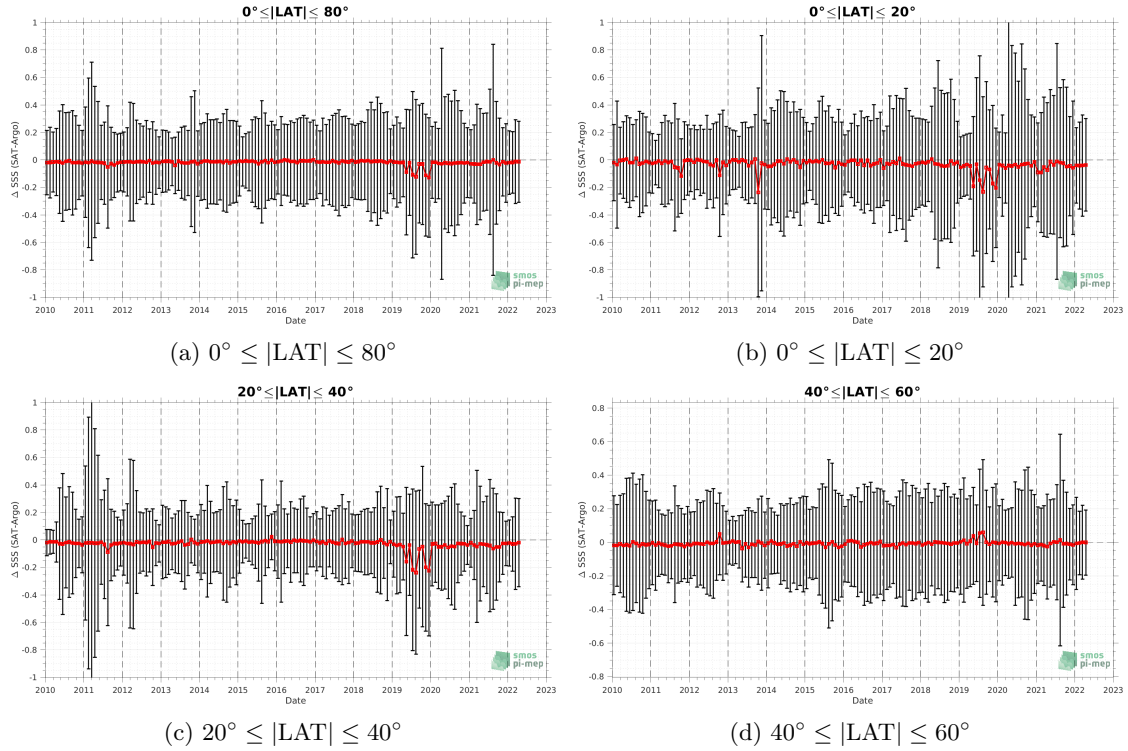 0°≤|LAT|≤ 80°
Δ SSS (SAT-Argo)
1
0.8
0.6
0.4
0.2
0
-0.2
-0.4
-0.6
-0.8
-1
2010 2011 2012 2013 2014 2015 2016 2017 2018 2019 2020 2021 2022 2023
Date
smos
pi-mep
(a) 0° ≤ |LAT| ≤ 80°
0°≤|LAT|≤ 20°
Δ SSS (SAT-Argo)
1
0.8
0.6
0.4
0.2
0
-0.2
-0.4
-0.6
-0.8
-1
2010 2011 2012 2013 2014 2015 2016 2017 2018 2019 2020 2021 2022 2023
Date
smos
pi-mep
(b) 0° ≤ |LAT| ≤ 20°
20°≤|LAT|≤ 40°
Δ SSS (SAT-Argo)
1
0.8
0.6
0.4
0.2
0
-0.2
-0.4
-0.6
-0.8
-1
2010 2011 2012 2013 2014 2015 2016 2017 2018 2019 2020 2021 2022 2023
Date
smos
pi-mep
(c) 20° ≤ |LAT| ≤ 40°
40°≤|LAT|≤ 60°
Δ SSS (SAT-Argo)
0.8
0.6
0.4
0.2
0
-0.2
-0.4
-0.6
-0.8
2010 2011 2012 2013 2014 2015 2016 2017 2018 2019 2020 2021 2022 2023
Date
smos
pi-mep
(d) 40° ≤ |LAT| ≤ 60°